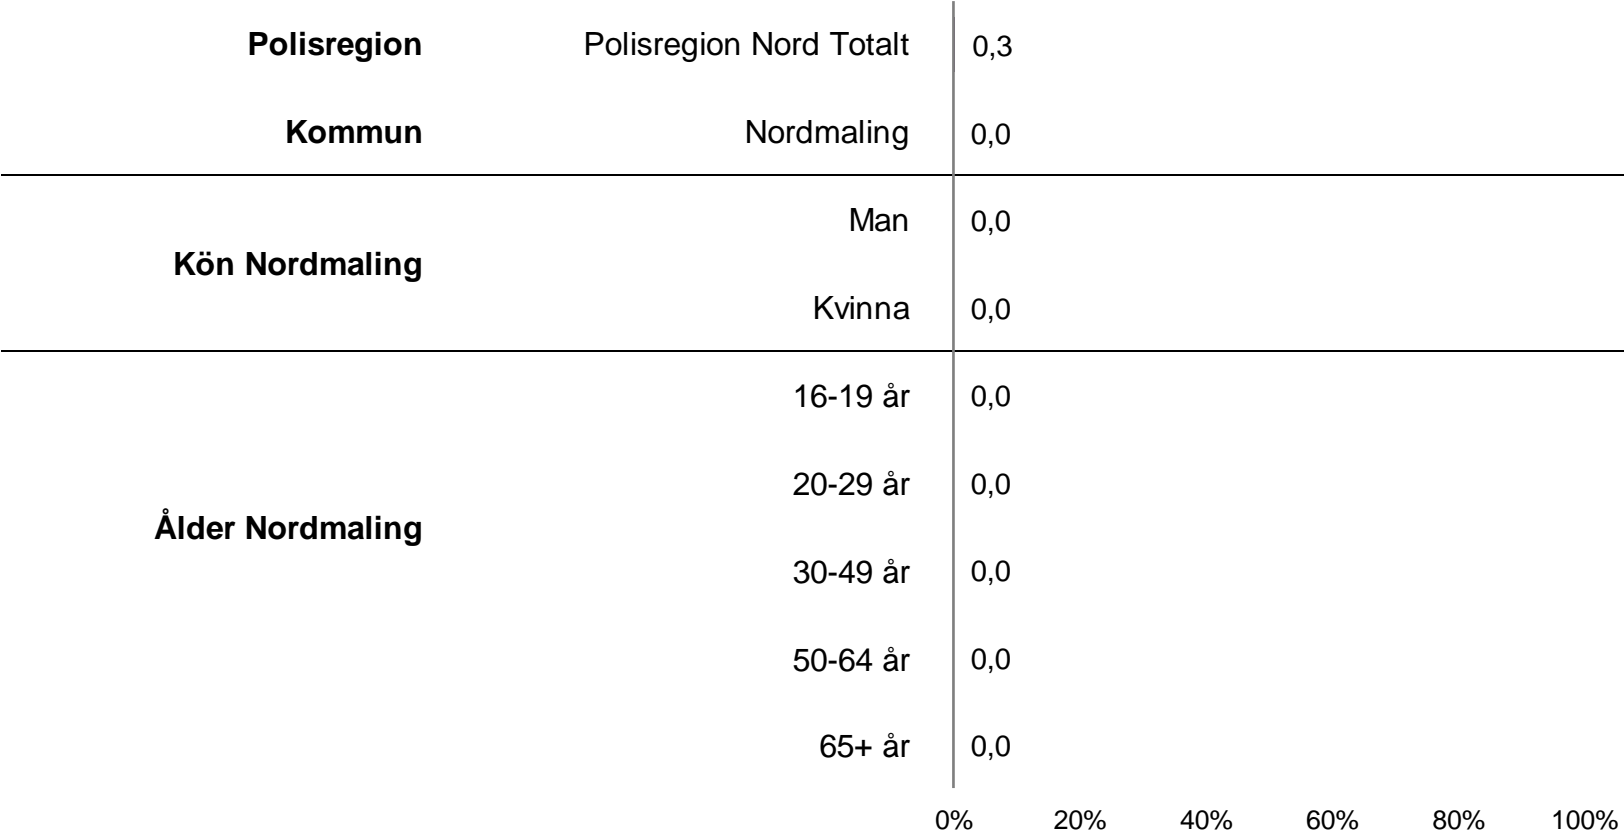 Polisregion Polisregion Nord Totalt 0,3
Kommun Nordmaling 0,0
Kön Nordmaling
Man 0,0
Kvinna 0,0
Ålder Nordmaling
16-19 år 0,0
20-29 år 0,0
30-49 år 0,0
50-64 år 0,0
65+ år 0,0
0% 20% 40% 60% 80% 100%